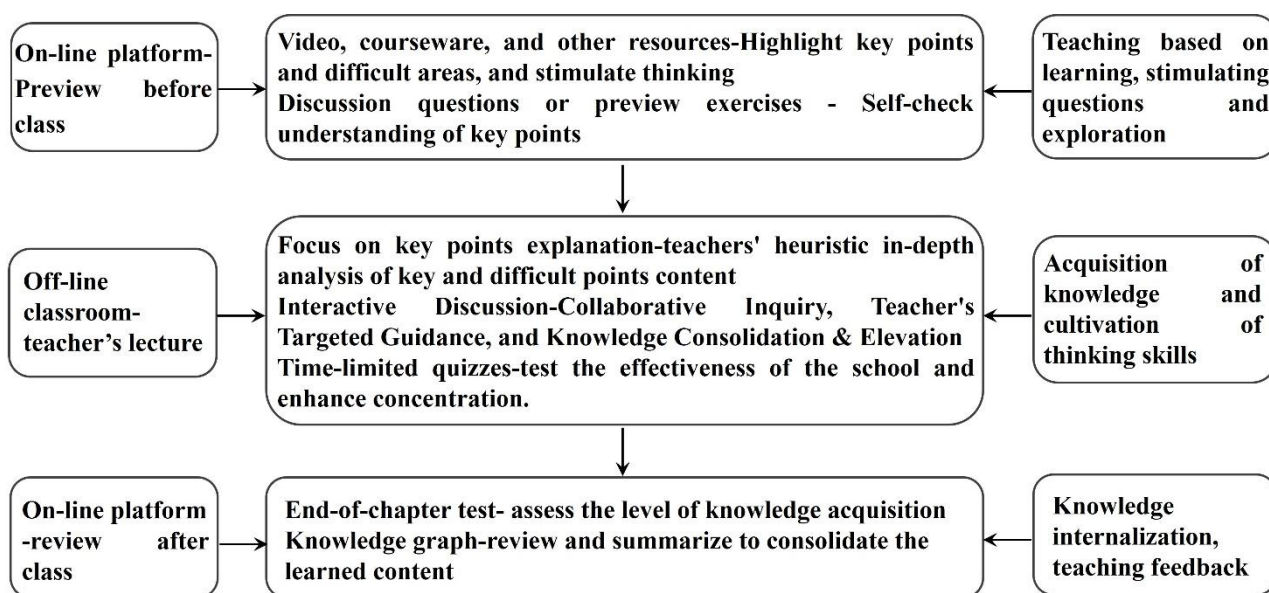 On-line platform-
Preview before
class
Video, courseware, and other resources-Highlight key points
and difficult areas, and stimulate thinking
Discussion questions or preview exercises - Self-check
understanding of key points
Teaching based on
learning, stimulating
questions and
exploration
Off-line
classroom-
teacher’s lecture
Focus on key points explanation-teachers' heuristic in-depth
analysis of key and difficult points content
Interactive Discussion-Collaborative Inquiry, Teacher's
Targeted Guidance, and Knowledge Consolidation & Elevation
Time-limited quizzes-test the effectiveness of the school and
enhance concentration.
Acquisition of
knowledge and
cultivation of
thinking skills
On-line platform
-review after
class
End-of-chapter test- assess the level of knowledge acquisition
Knowledge graph-review and summarize to consolidate the
learned content
Knowledge
internalization,
teaching feedback